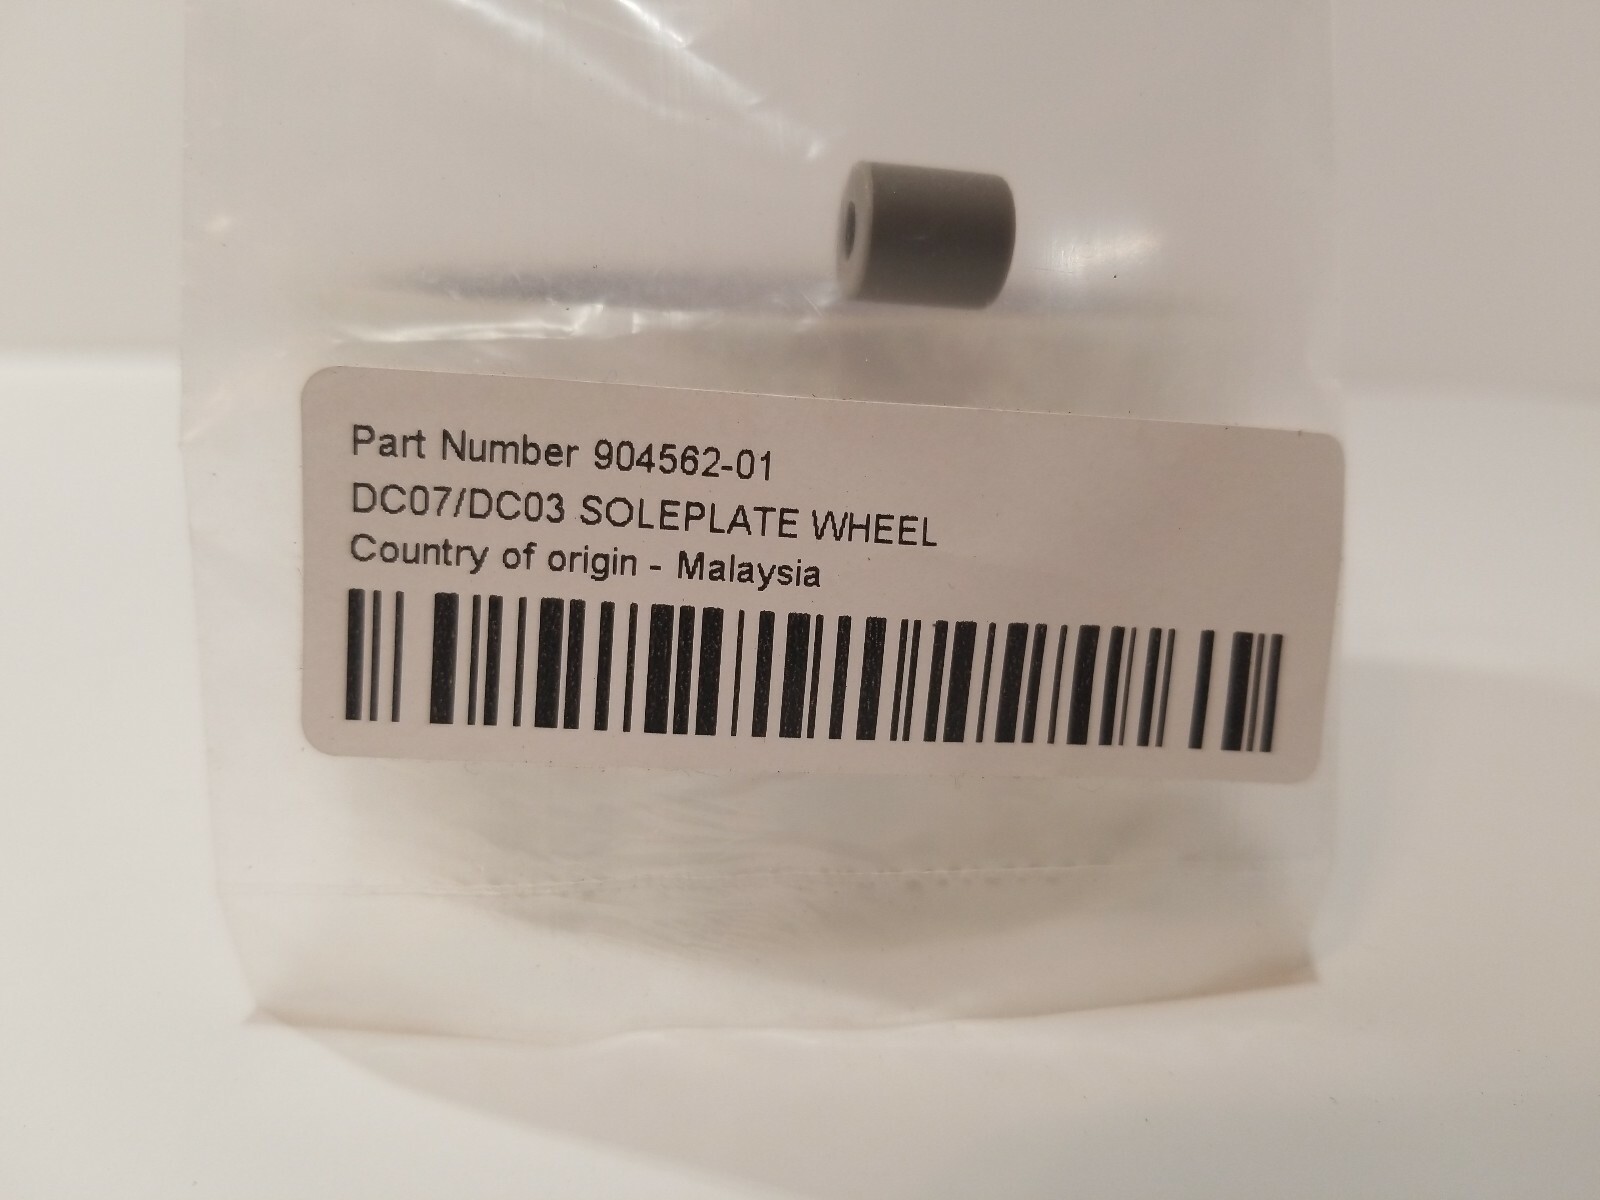 Part Number 904562-01
DC07/DC03 SOLEPLATE WHEEL
Country of origin - Malaysia